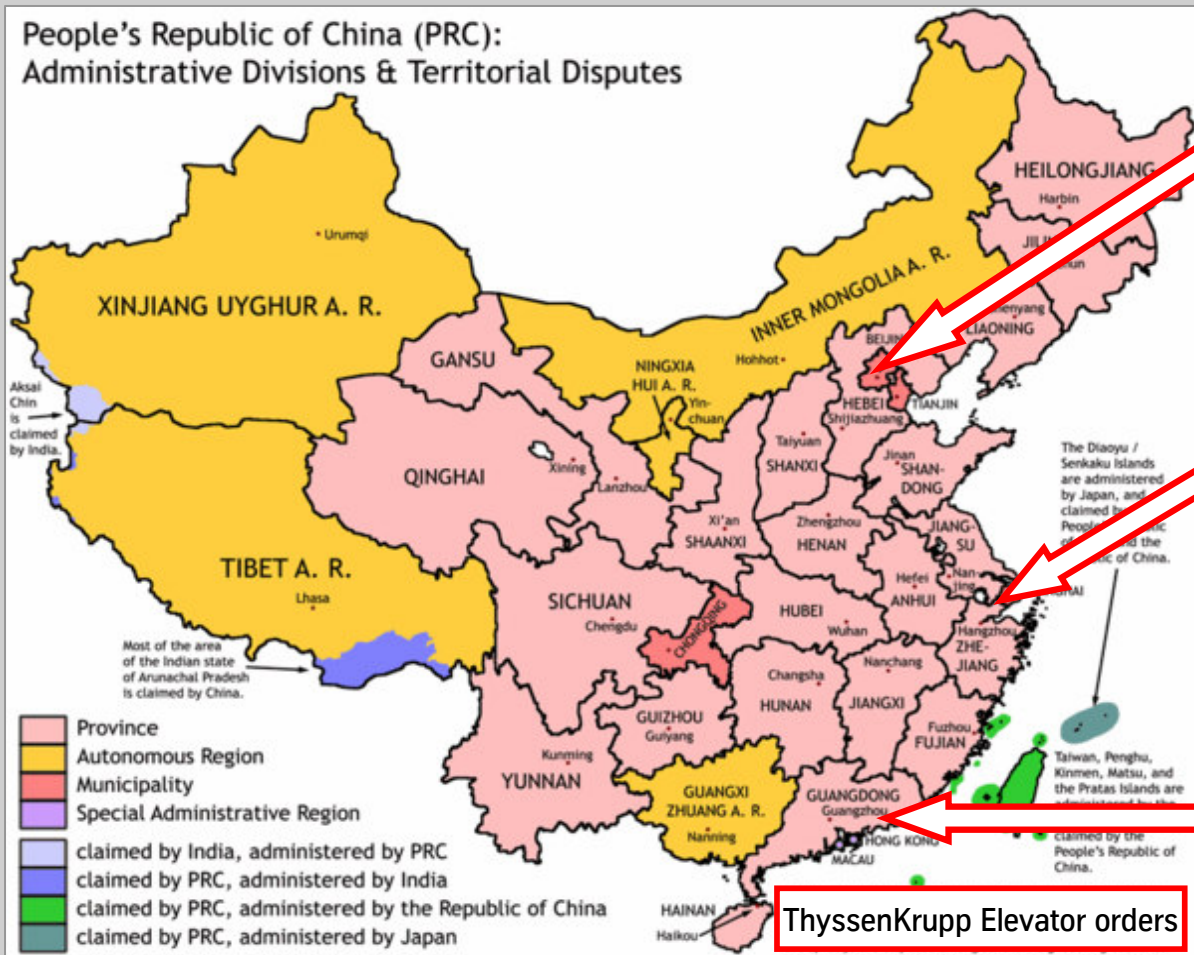 People's Republic of China (PRC):
Administrative Divisions & Territorial Disputes
HEILONGJIANG
Harbin
Urumqi
XINJIANG UYGHUR A. R.
INNER MONGOLIA A. R.
LIAONING
GANSU
Hohhot
NINGXIA
HUI A. R.
Yin-
chuan
HEBEI
TIANJIN
Shijiazhuang
Aksai
Chin
is
claimed
by India.
Taiyuan
SHANXI
Jinan
SHAN-
DONG
QINGHAI
Xining
Lanzhou
The Diaoyu /
Senkaku Islands
are administered
by Japan, and
claimed by
Xi'an
SHAANXI
Zhengzhou
HENAN
JIANG-
SU
Nan-
jing
Hefei
ANHUI
TIBET A. R.
Lhasa
SICHUAN
Chengdu
CHONGQING
HUBEI
Wuhan
Hangzhou
ZHE-
JIANG
Most of the area
of the Indian state
of Arunachal Pradesh
is claimed by China.
Changsha
HUNAN
Nanchang
JIANGXI
GUIZHOU
Guiyang
Fuzhou
FUJIAN
Kunming
YUNNAN
GUANGXI
ZHUANG A. R.
Nanning
GUANGDONG
Guangzhou
HONG KONG
MACAU
Taiwan, Penghu,
Kinmen, Matsu, and
the Pratas Islands are
claimed by the
People's Republic of
China.
HAINAN
Haikou
Province
Autonomous Region
Municipality
Special Administrative Region
claimed by India, administered by PRC
claimed by PRC, administered by India
claimed by PRC, administered by the Republic of China
claimed by PRC, administered by Japan
ThyssenKrupp Elevator orders